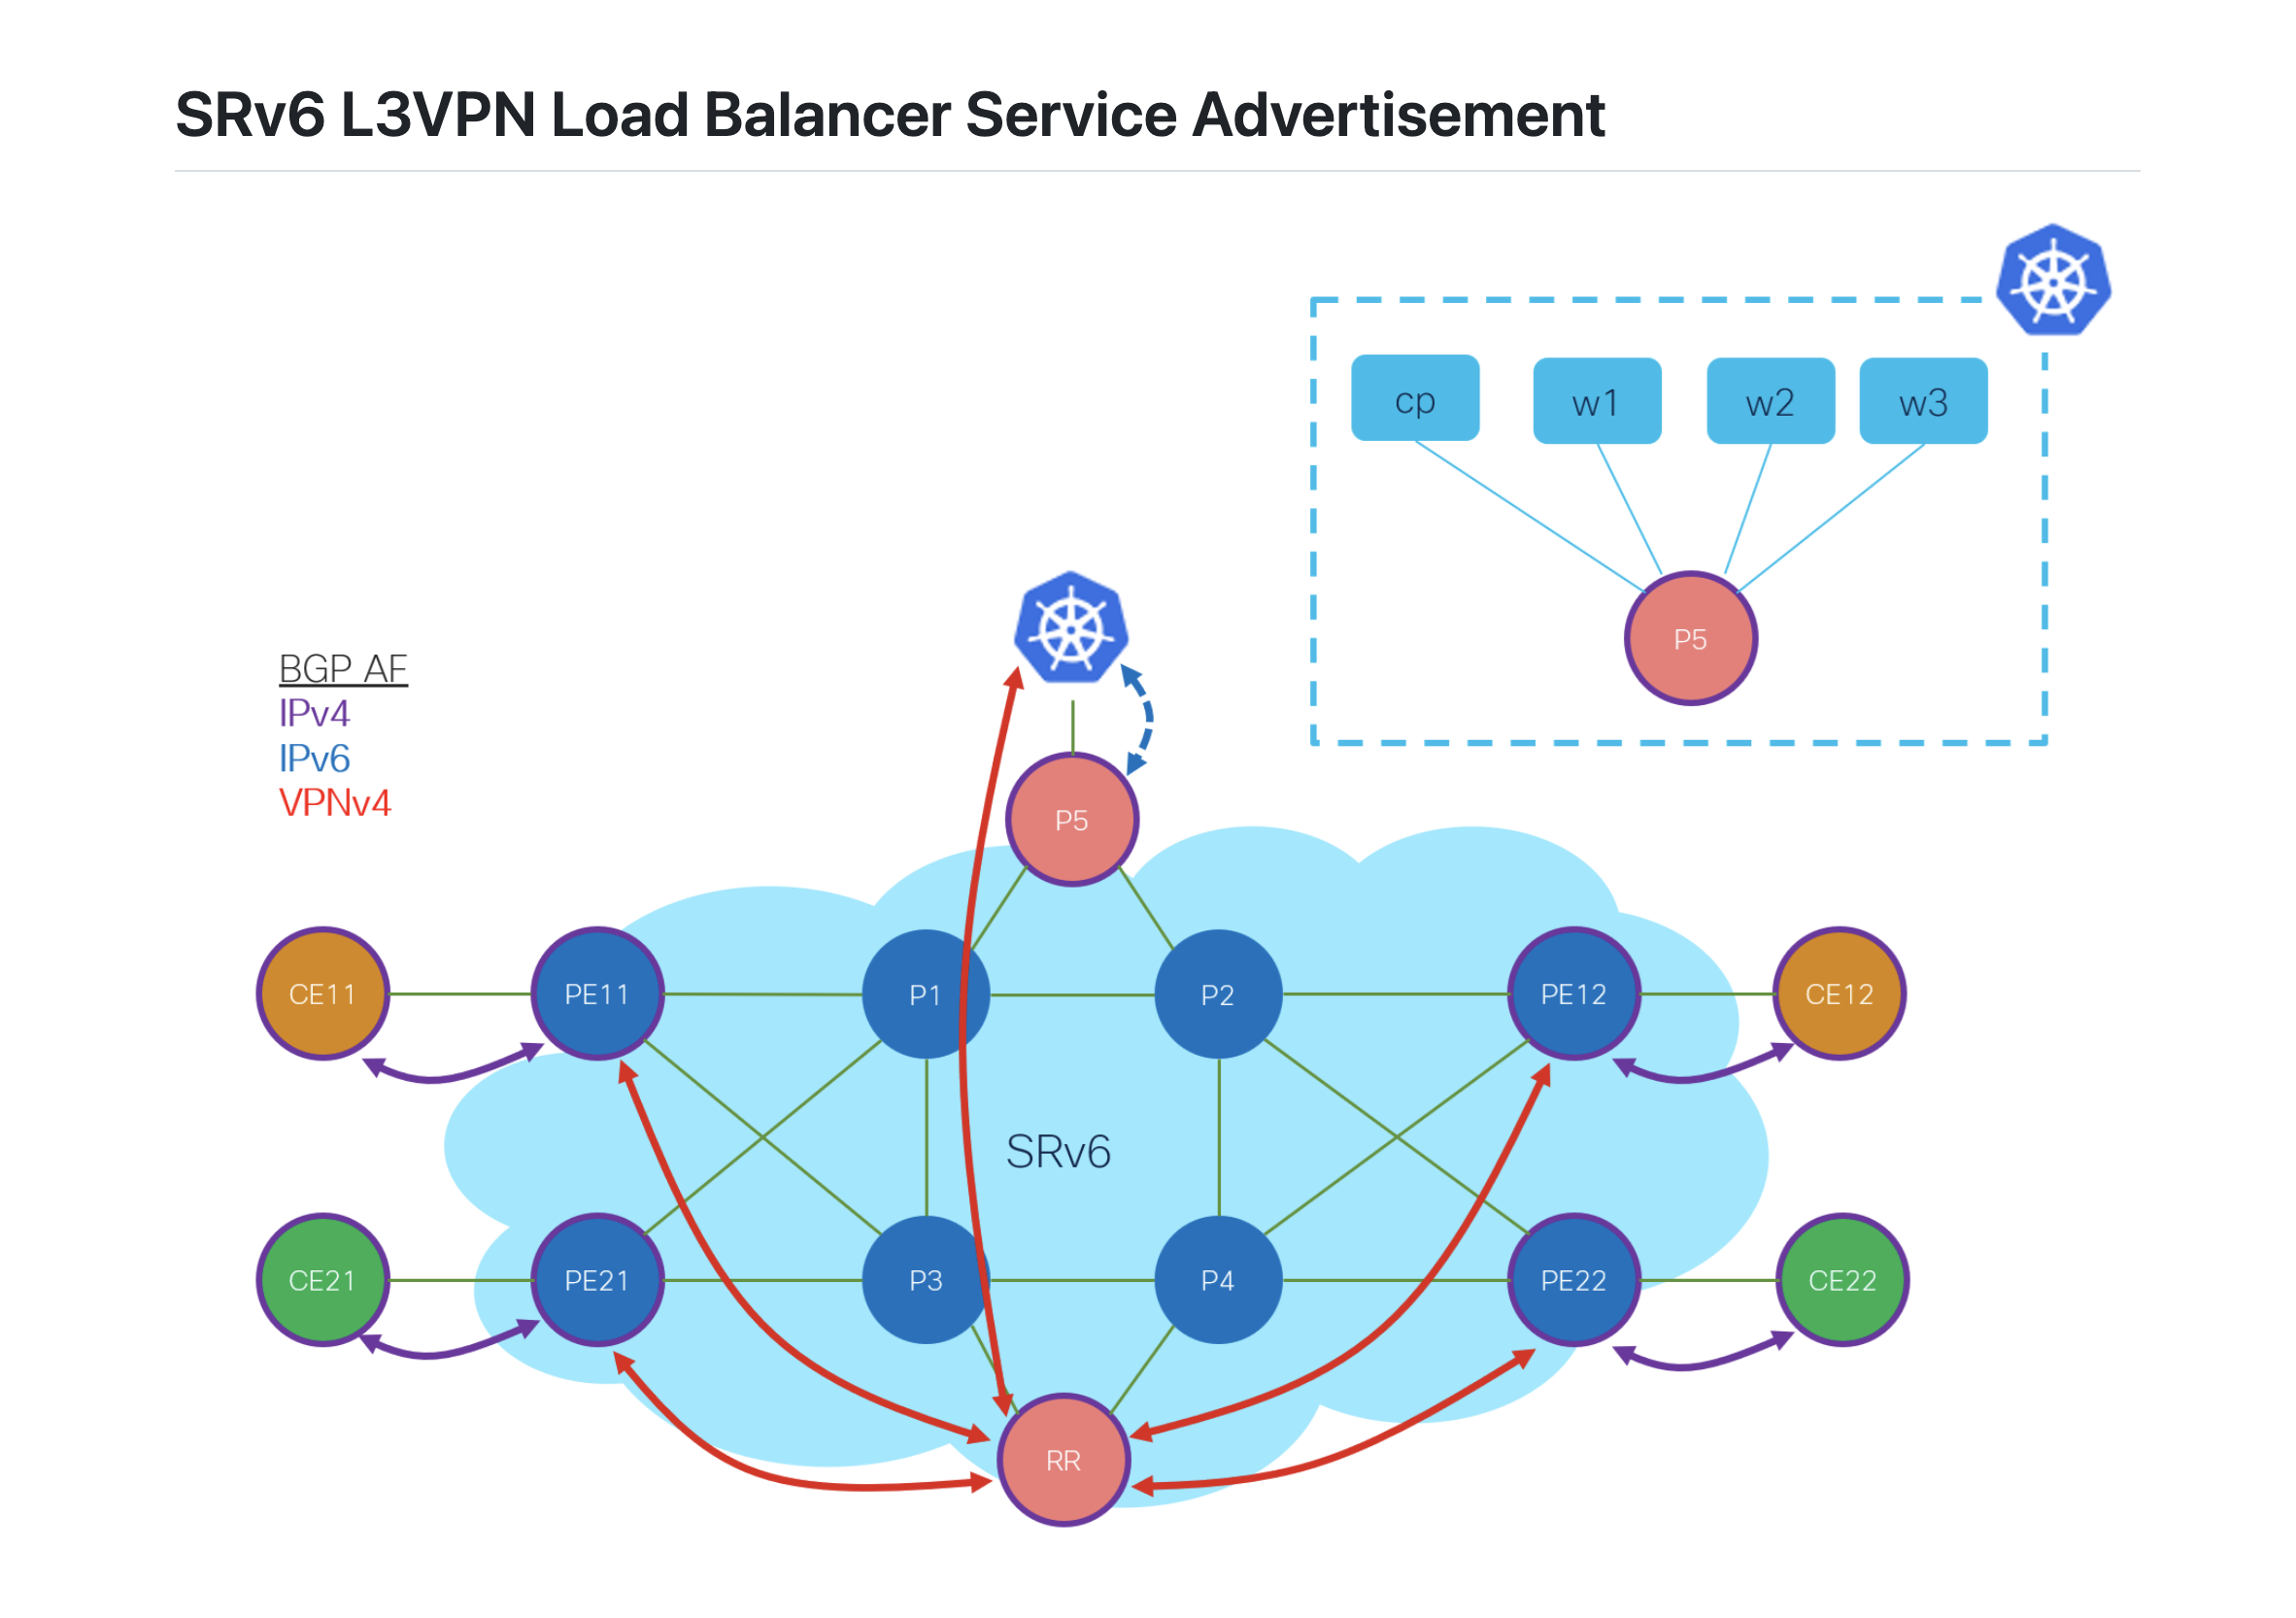 SRv6 L3VPN Load Balancer Service Advertisement
cp
w1
w2
w3
P5
BGP AF
IPv4
IPv6
VPNv4
P5
CE11
PE11
P1
P2
PE12
CE12
SRv6
CE21
PE21
P3
P4
PE22
CE22
RR